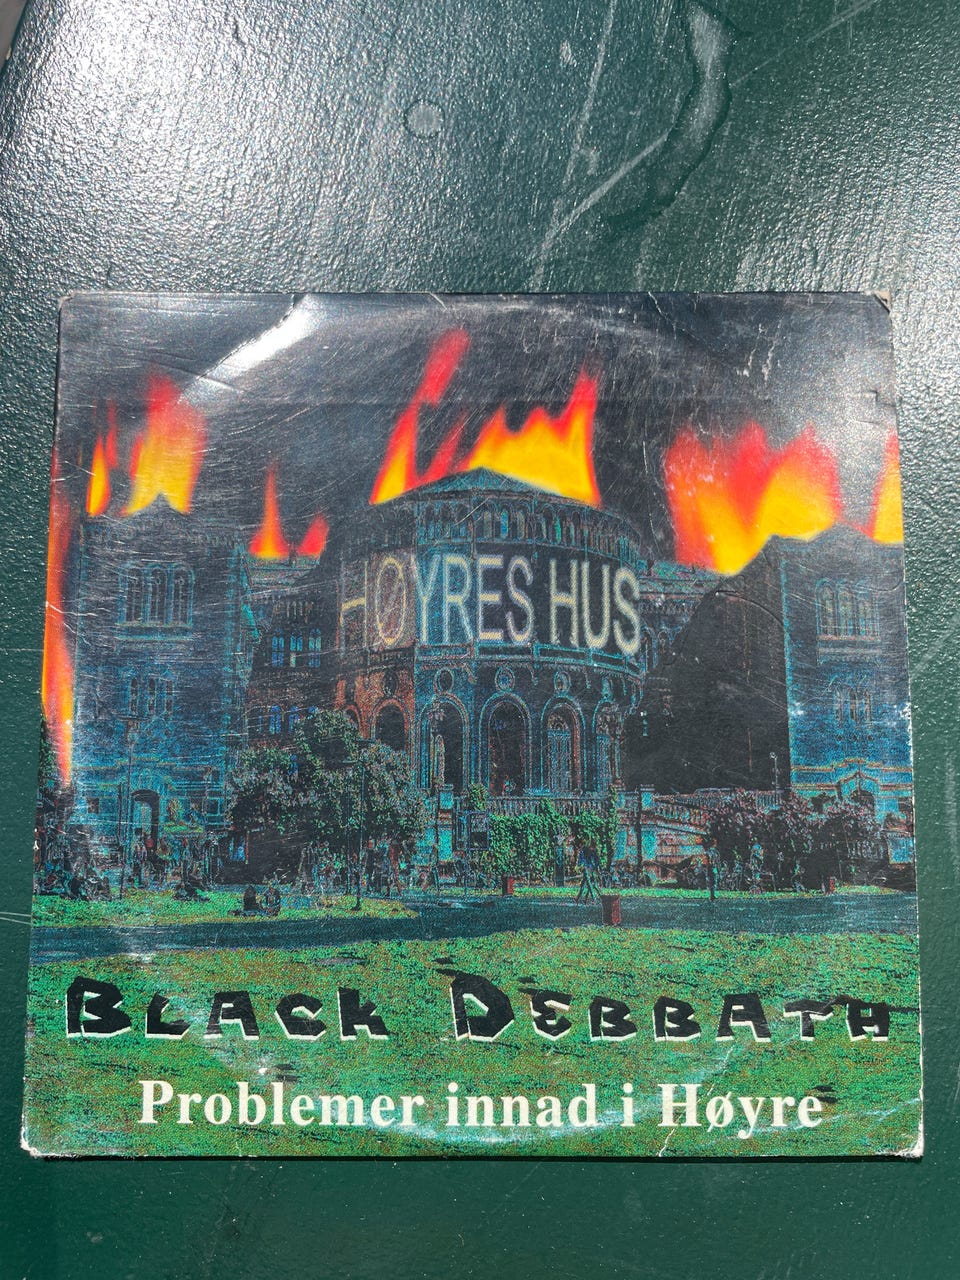 HØYRES HUS
BLACK DEBBATH
Problemer innad i Høyre